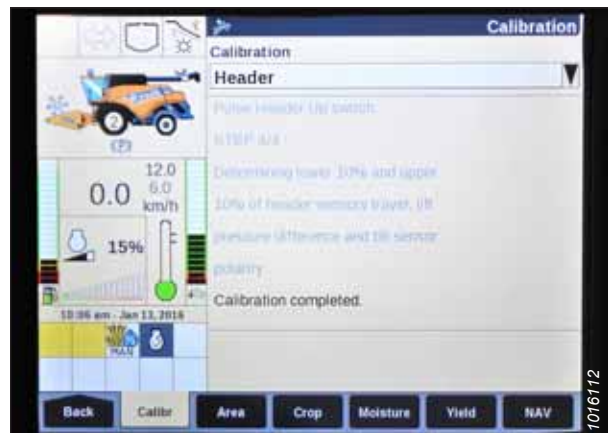 Calibration
Calibration
Header
Pulse Header Up switch.
STEP 4/4
Determining lower 10% and upper
10% of header sensors travel, lift
pressure difference and tilt sensor
polarity
Calibration completed.
2
(P)
12.0
6.0
0.0
km/h
15%
10:06 am - Jan 13, 2016
MAN
Back
Calibr
Area
Crop
Moisture
Yield
NAV
1016112